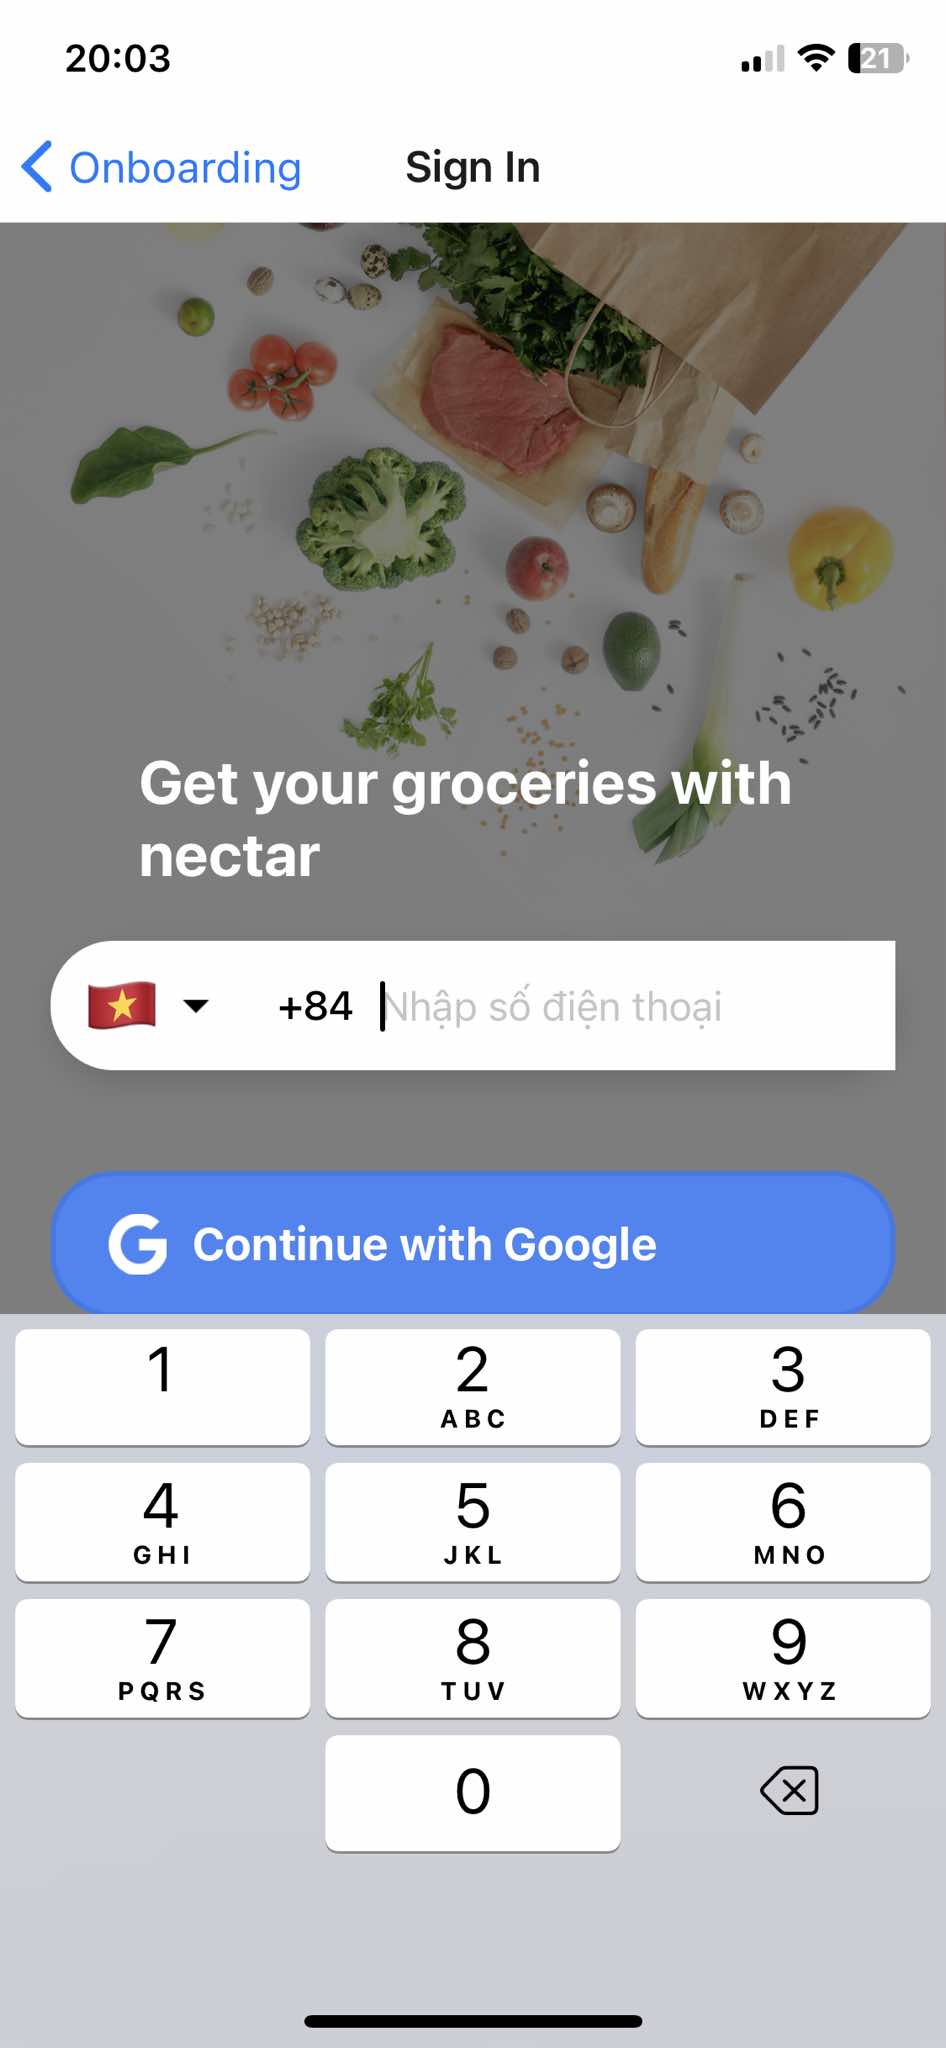 20:03
21
Onboarding
Sign In
Get your groceries with
nectar
+84 Nhập số điện thoại
G Continue with Google
1
2
ABC
3
DEF
4
GHI
5
JKL
6
MNO
7
PQRS
8
TUV
9
WXYZ
0